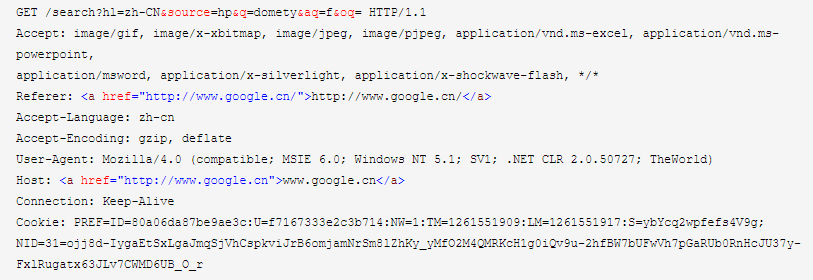 GET /search?hl=zh-CN&source=hp&q=domety&aq=f&oq= HTTP/1.1
Accept: image/gif, image/x-xbitmap, image/jpeg, image/pjpeg, application/vnd.ms-excel, application/vnd.ms-
powerpoint,
application/msword, application/x-silverlight, application/x-shockwave-flash, */*
Referer: <a href="http://www.google.cn/">http://www.google.cn/</a>
Accept-Language: zh-cn
Accept-Encoding: gzip, deflate
User-Agent: Mozilla/4.0 (compatible; MSIE 6.0; Windows NT 5.1; SV1; .NET CLR 2.0.50727; TheWorld)
Host: <a href="http://www.google.cn">www.google.cn</a>
Connection: Keep-Alive
Cookie: PREF=ID=80a06da87be9ae3c:U=f7167333e2c3b714:NW=1:TM=1261551909:LM=1261551917:S=ybYcq2wpfefs4V9g;
NID=31=ojj8d-IygaEtSxLgaJmqSjVhCspkviJrB6omjamNrSm8lZhKy_yMfO2M4QMRKcH1g0iQv9u-2hfBW7bUFwVh7pGaRUb0RnHcJU37y-
FxlRugatx63JLv7CWMD6UB_O_r